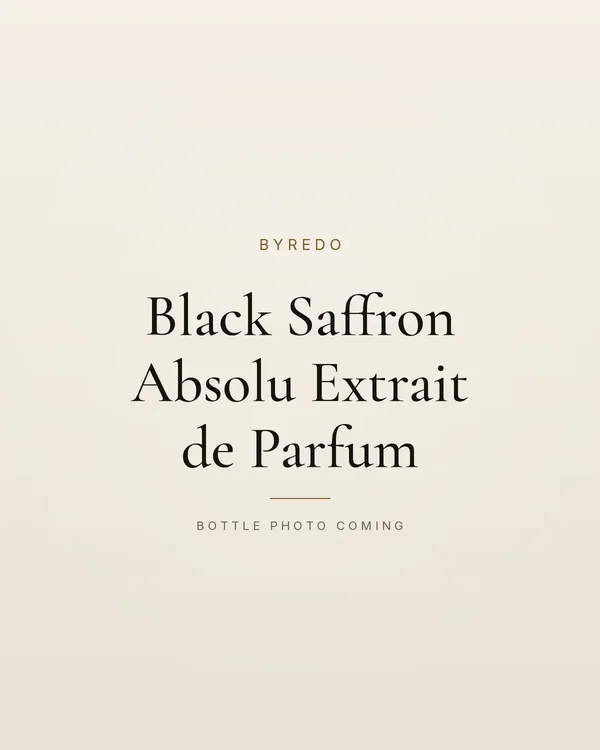 BYREDO
Black Saffron
Absolu Extrait
de Parfum
BOTTLE PHOTO COMING